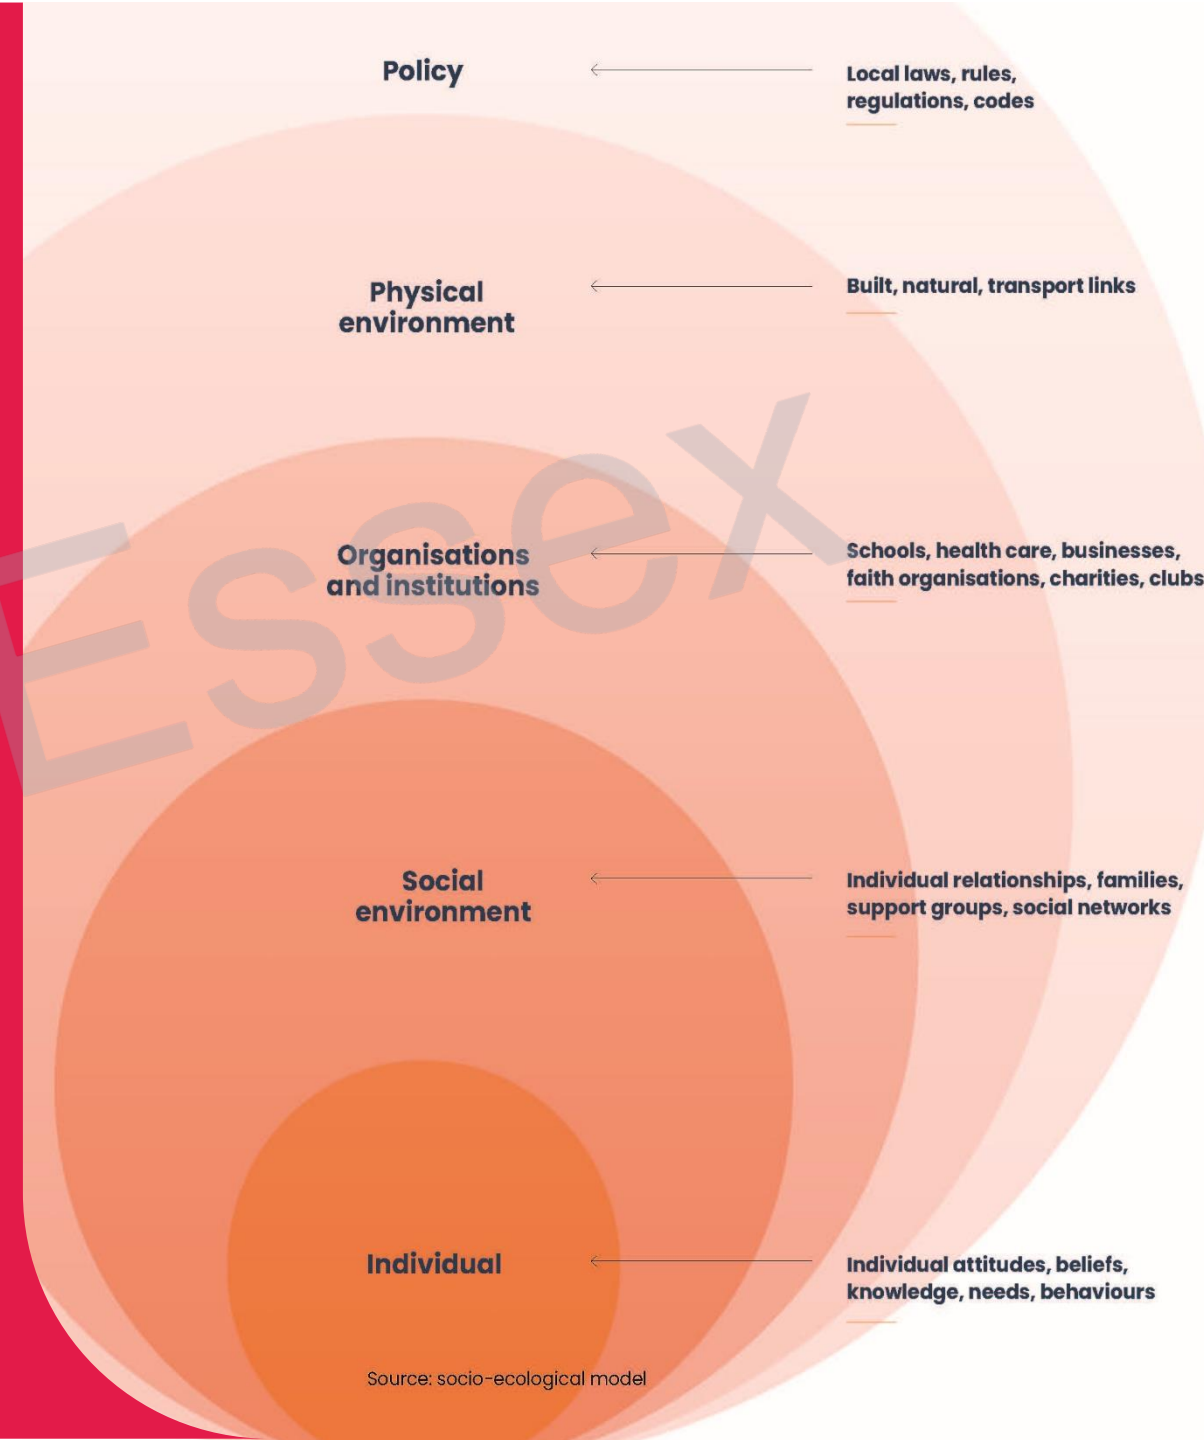 Policy
Local laws, rules,
regulations, codes
Physical
environment
Built, natural, transport links
Essex
Organisations
and institutions
Schools, health care, businesses,
faith organisations, charities, clubs
Social
environment
Individual relationships, families,
support groups, social networks
Individual
Individual attitudes, beliefs,
knowledge, needs, behaviours
Source: socio-ecological model